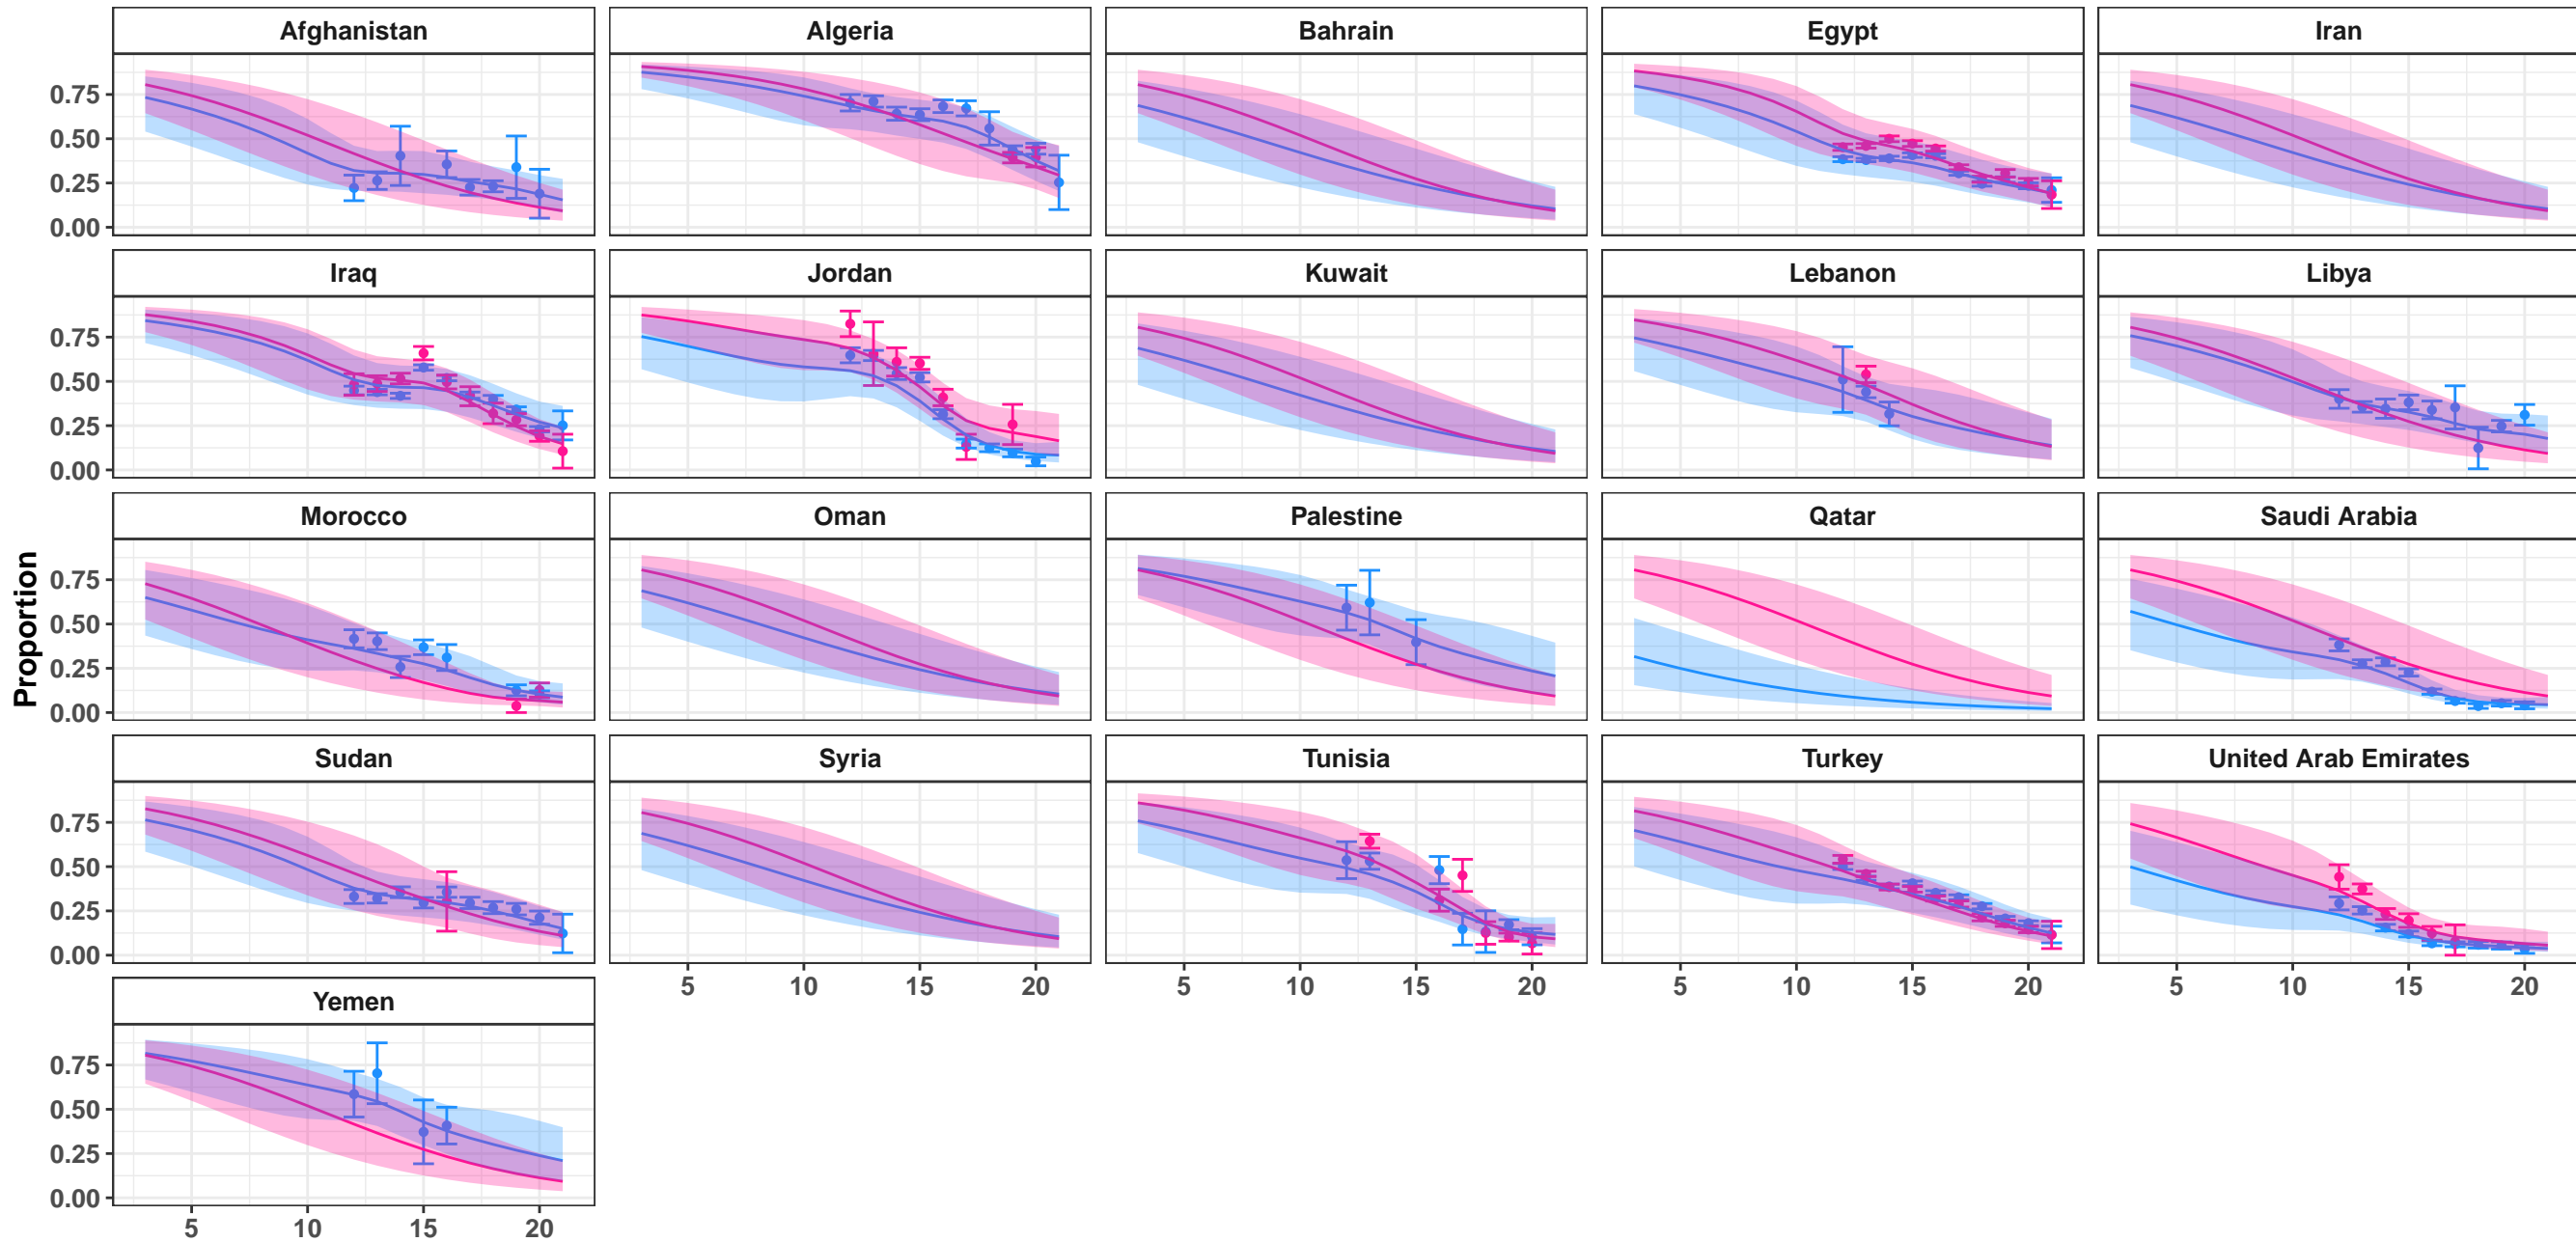 Afghanistan Algeria Bahrain Egypt Iran
0.75
0.50
0.25
0.00
Iraq Jordan Kuwait Lebanon Libya
0.75
0.50
0.25
0.00
Morocco Oman Palestine Qatar Saudi Arabia
0.75
0.50
0.25
0.00
Proportion
Sudan Syria Tunisia Turkey United Arab Emirates
0.75
0.50
0.25
0.00
5 10 15 20 5 10 15 20 5 10 15 20 5 10 15 20
Yemen
0.75
0.50
0.25
0.00
5 10 15 20